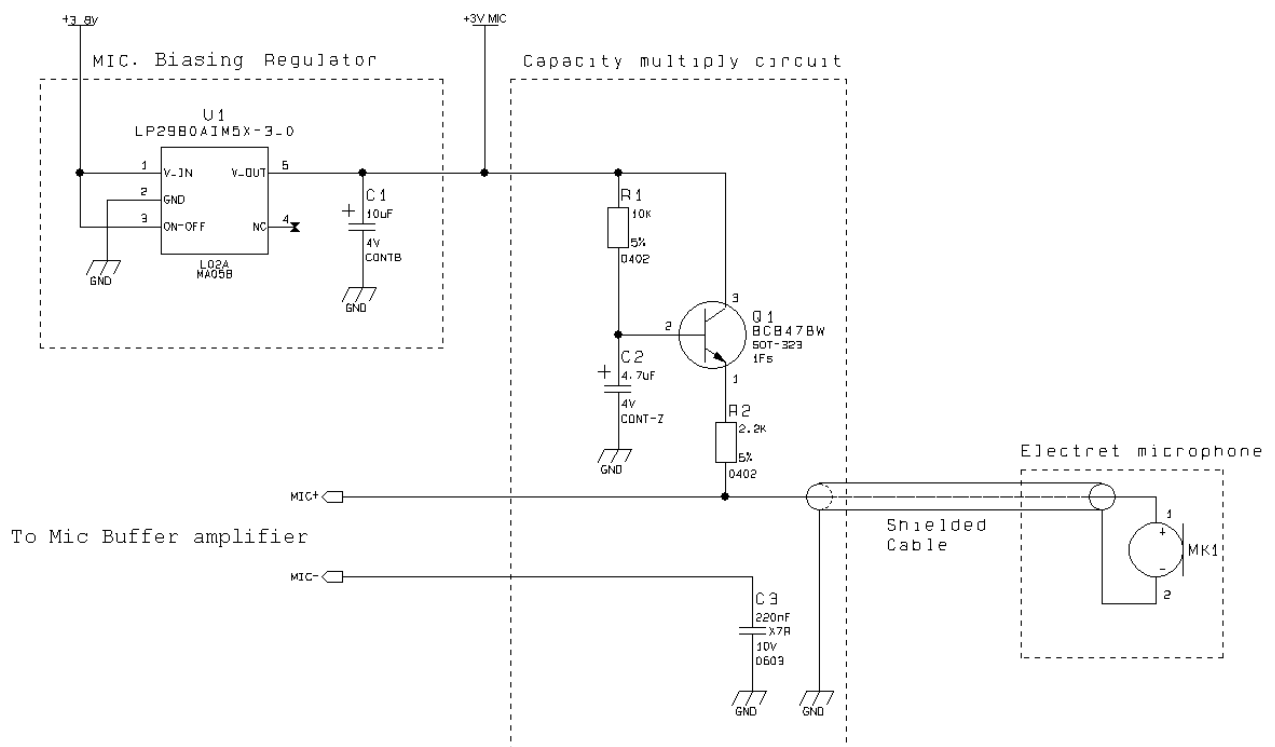 +3.8V
+3V MIC
MIC. Biasing Regulator
Capacity multiply circuit
U1
LP2980AIM5X-3.0
1
V_IN
V_OUT
5
2
GND
3
ON-OFF
NC
4
L02A
MA05B
GND
C1
+
10uF
4V
CONTB
GND
R1
10K
5%
0402
2
3
Q1
BC847BW
SOT-323
1Fs
1
C2
+
4.7uF
4V
CONT-Z
GND
R2
2.2K
5%
0402
Electret microphone
MIC+
To Mic Buffer amplifier
Shielded
Cable
1
+
MK1
-
2
MIC-
C3
220nF
X7R
10V
0603
GND
GND